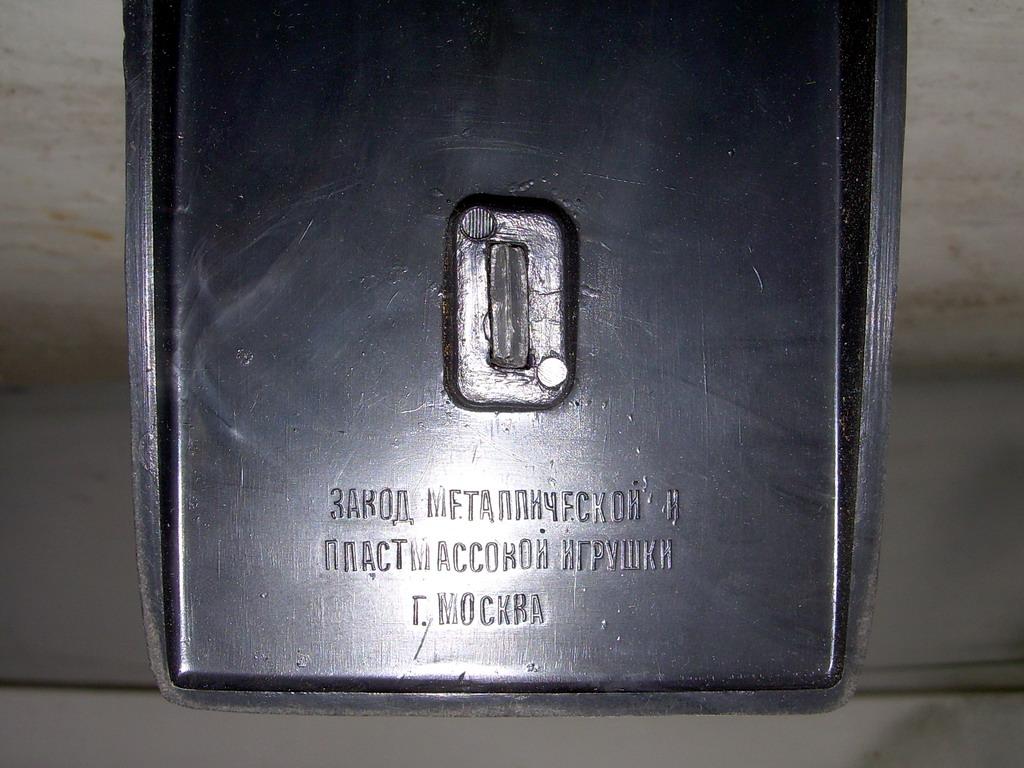 ЗАВОД МЕТАЛЛИЧЕСКОЙ И
ПЛАСТМАССОВОЙ ИГРУШКИ
Г. МОСКВА